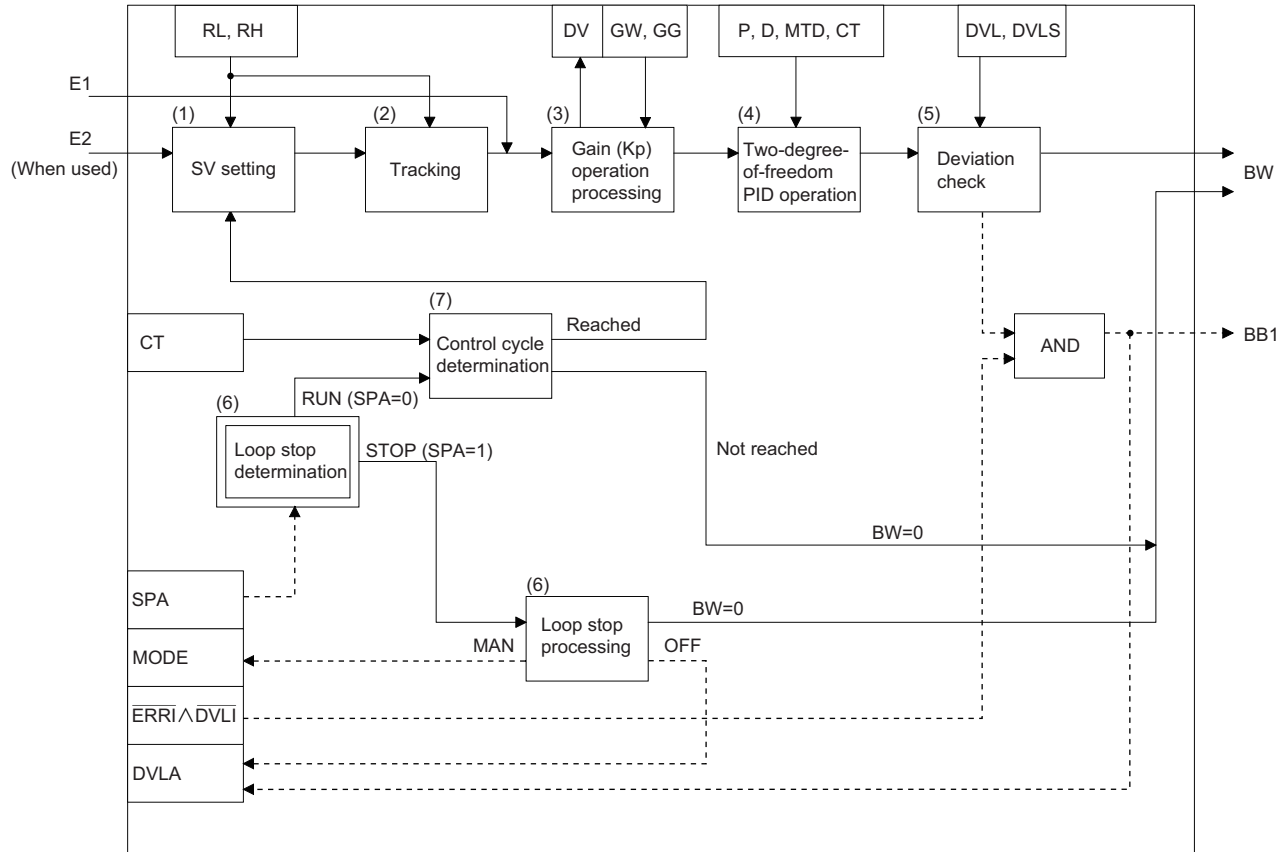 RL, RH
DV
GW, GG
P, D, MTD, CT
DVL, DVLS
E1
(1)
(2)
(3)
(4)
(5)
E2
(When used)
SV setting
Tracking
Gain (Kp)
operation
processing
Two-degree-
of-freedom
PID operation
Deviation
check
BW
(7)
CT
Control cycle
determination
Reached
AND
BB1
RUN (SPA=0)
(6)
Loop stop
determination
STOP (SPA=1)
Not reached
BW=0
SPA
(6)
Loop stop
processing
BW=0
MAN
OFF
MODE
E̅R̅R̅I̅∧D̅V̅L̅I̅
DVLA